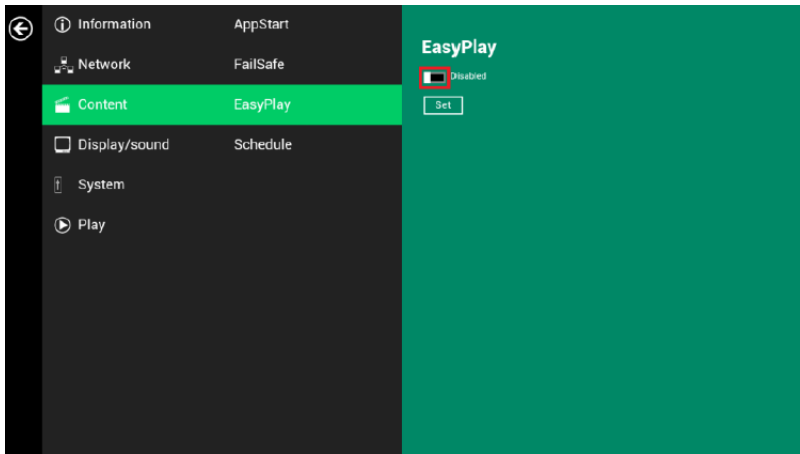 Information AppStart
Network FailSafe
Content EasyPlay
Display/sound Schedule
System
Play
EasyPlay
Disabled
Set